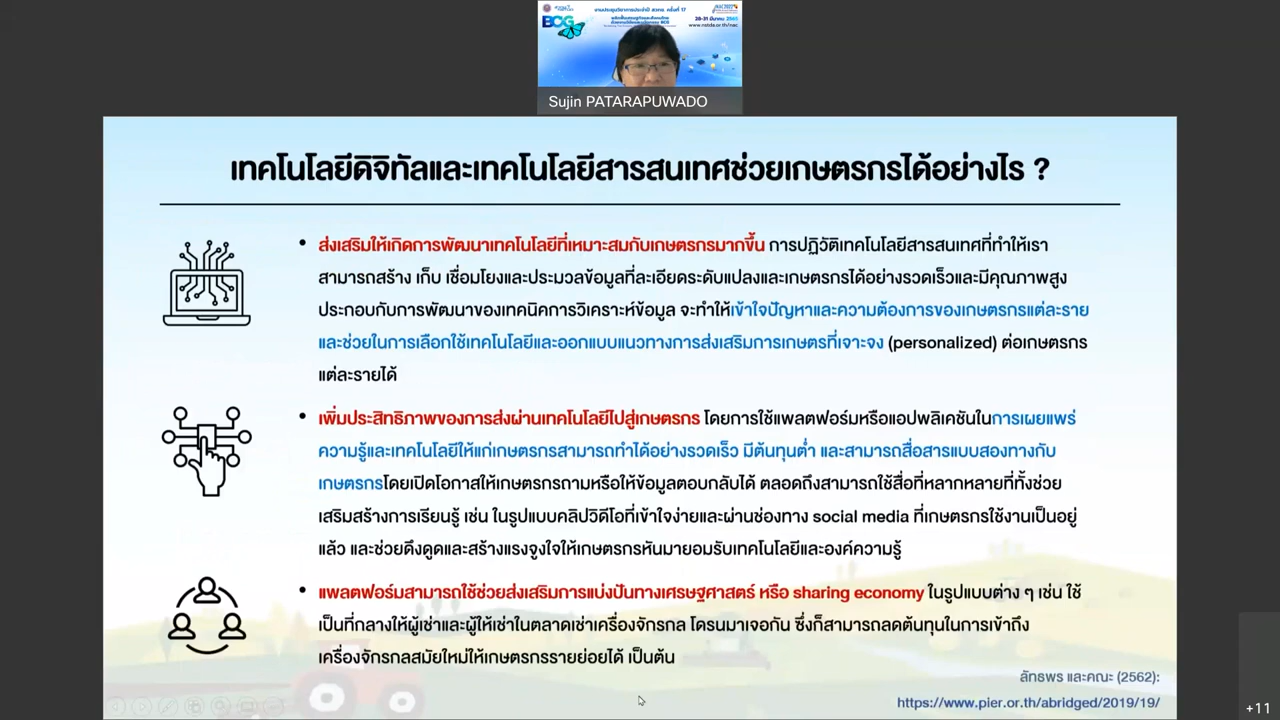 BCG
งานประชุมวิชาการประจำปี สวทช. ครั้งที่ 17
28-31 มีนาคม 2565
www.nstda.or.th/nac
Sujin PATARAPUWADO
เทคโนโลยีดิจิทัลและเทคโนโลยีสารสนเทศช่วยเกษตรกรได้อย่างไร ?
• ส่งเสริมให้เกิดการพัฒนาเทคโนโลยีที่เหมาะสมกับเกษตรกรมากขึ้น การปฏิวัติเทคโนโลยีสารสนเทศที่ทำให้เรา
สามารถสร้าง เก็บ เชื่อมโยงและประมวลข้อมูลที่ละเอียดระดับแปลงและเกษตรกรได้อย่างรวดเร็วและมีคุณภาพสูง
ประกอบกับการพัฒนาของเทคนิคการวิเคราะห์ข้อมูล จะทำให้เข้าใจปัญหาและความต้องการของเกษตรกรแต่ละราย
และช่วยในการเลือกใช้เทคโนโลยีและออกแบบแนวทางการส่งเสริมการเกษตรที่เจาะจง (personalized) ต่อเกษตรกร
แต่ละรายได้
• เพิ่มประสิทธิภาพของการส่งผ่านเทคโนโลยีไปสู่เกษตรกร โดยการใช้แพลตฟอร์มหรือแอปพลิเคชันในการเผยแพร่
ความรู้และเทคโนโลยีให้แก่เกษตรกรสามารถทำได้อย่างรวดเร็ว มีต้นทุนต่ำ และสามารถสื่อสารแบบสองทางกับ
เกษตรกรโดยเปิดโอกาสให้เกษตรกรถามหรือให้ข้อมูลตอบกลับได้ ตลอดถึงสามารถใช้สื่อที่หลากหลายที่ทั้งช่วย
เสริมสร้างการเรียนรู้ เช่น ในรูปแบบคลิปวิดีโอที่เข้าใจง่ายและผ่านช่องทาง social media ที่เกษตรกรใช้งานเป็นอยู่
แล้ว และช่วยดึงดูดและสร้างแรงจูงใจให้เกษตรกรหันมายอมรับเทคโนโลยีและองค์ความรู้
• แพลตฟอร์มสามารถใช้ช่วยส่งเสริมการแบ่งปันทางเศรษฐศาสตร์ หรือ sharing economy ในรูปแบบต่าง ๆ เช่น ใช้
เป็นที่กลางให้ผู้เช่าและผู้ให้เช่าในตลาดเช่าเครื่องจักรกล โดรนมาเจอกัน ซึ่งก็สามารถลดต้นทุนในการเข้าถึง
เครื่องจักรกลสมัยใหม่ให้เกษตรกรรายย่อยได้ เป็นต้น
ลัทธพร และคณะ (2562):
https://www.pier.or.th/abridged/2019/19/
+11